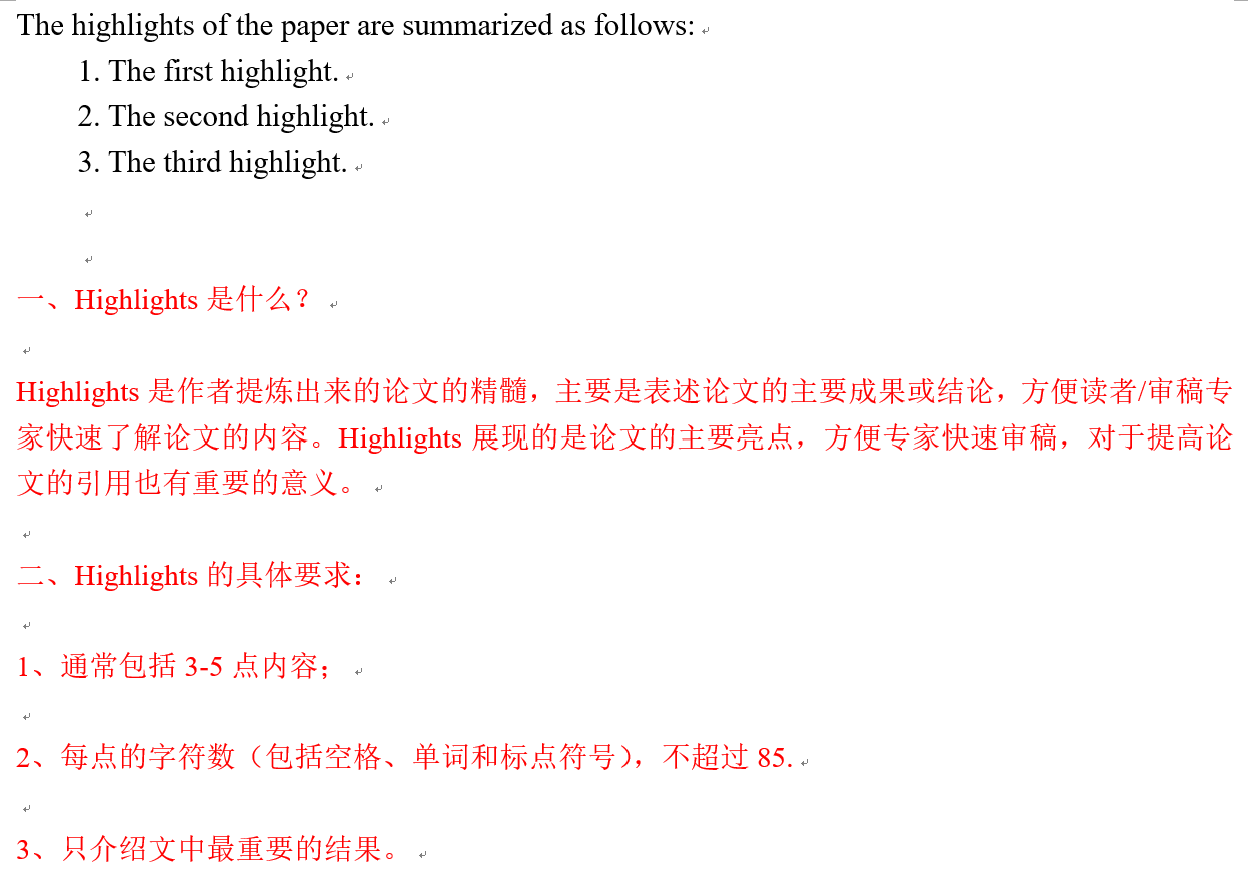 The highlights of the paper are summarized as follows:
1. The first highlight.
2. The second highlight.
3. The third highlight.
一、Highlights 是什么？
Highlights 是作者提炼出来的论文的精髓，主要是表述论文的主要成果或结论，方便读者/审稿专
家快速了解论文的内容。Highlights 展现的是论文的主要亮点，方便专家快速审稿，对于提高论
文的引用也有重要的意义。
二、Highlights 的具体要求：
1、通常包括 3-5 点内容；
2、每点的字符数（包括空格、单词和标点符号），不超过 85.
3、只介绍文中最重要的结果。